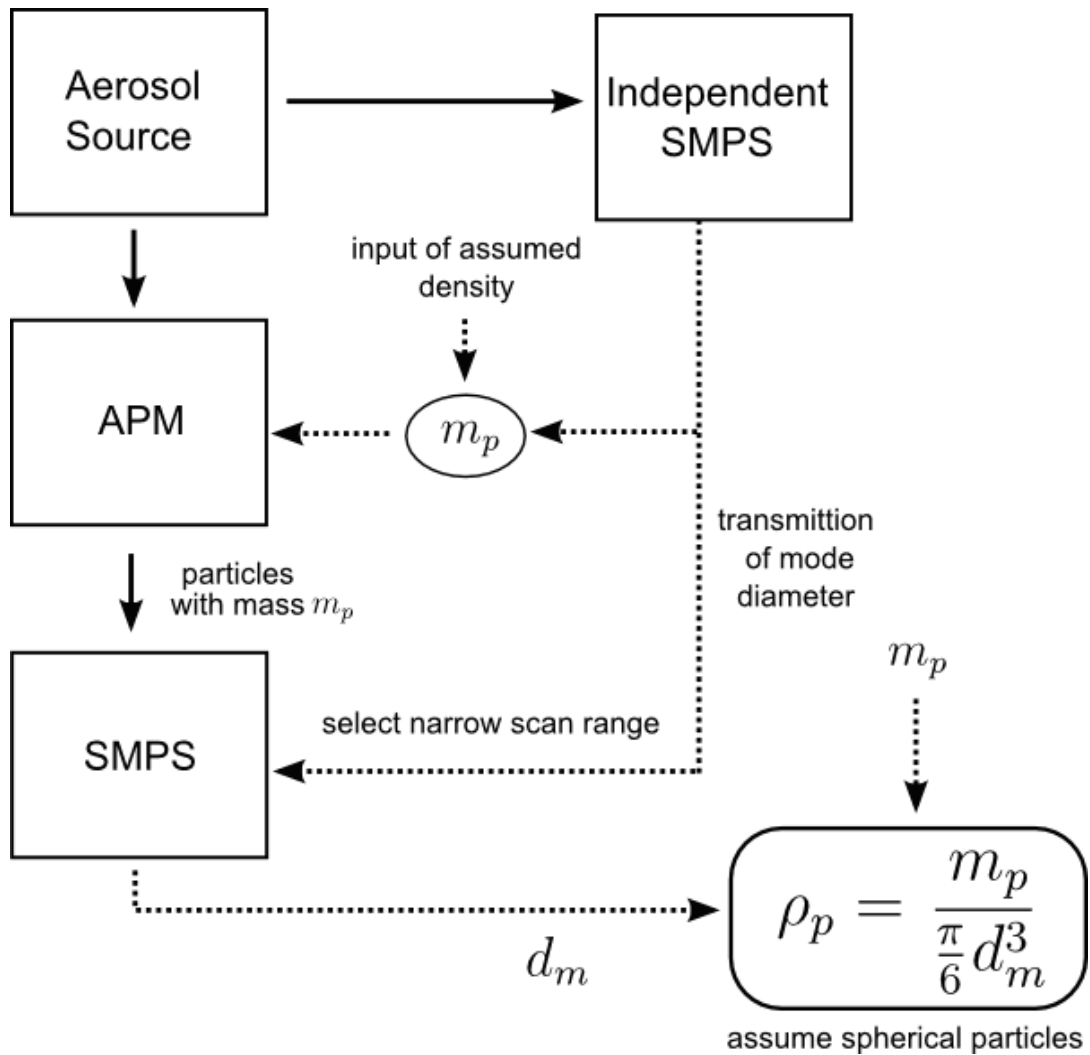 Aerosol
Source
Independent
SMPS
input of assumed
density
APM
m_p
transmittion
of mode
diameter
particles
with mass m_p
m_p
select narrow scan range
SMPS
d_m
ρ_p = m_p / (π/6 d_m^3)
assume spherical particles